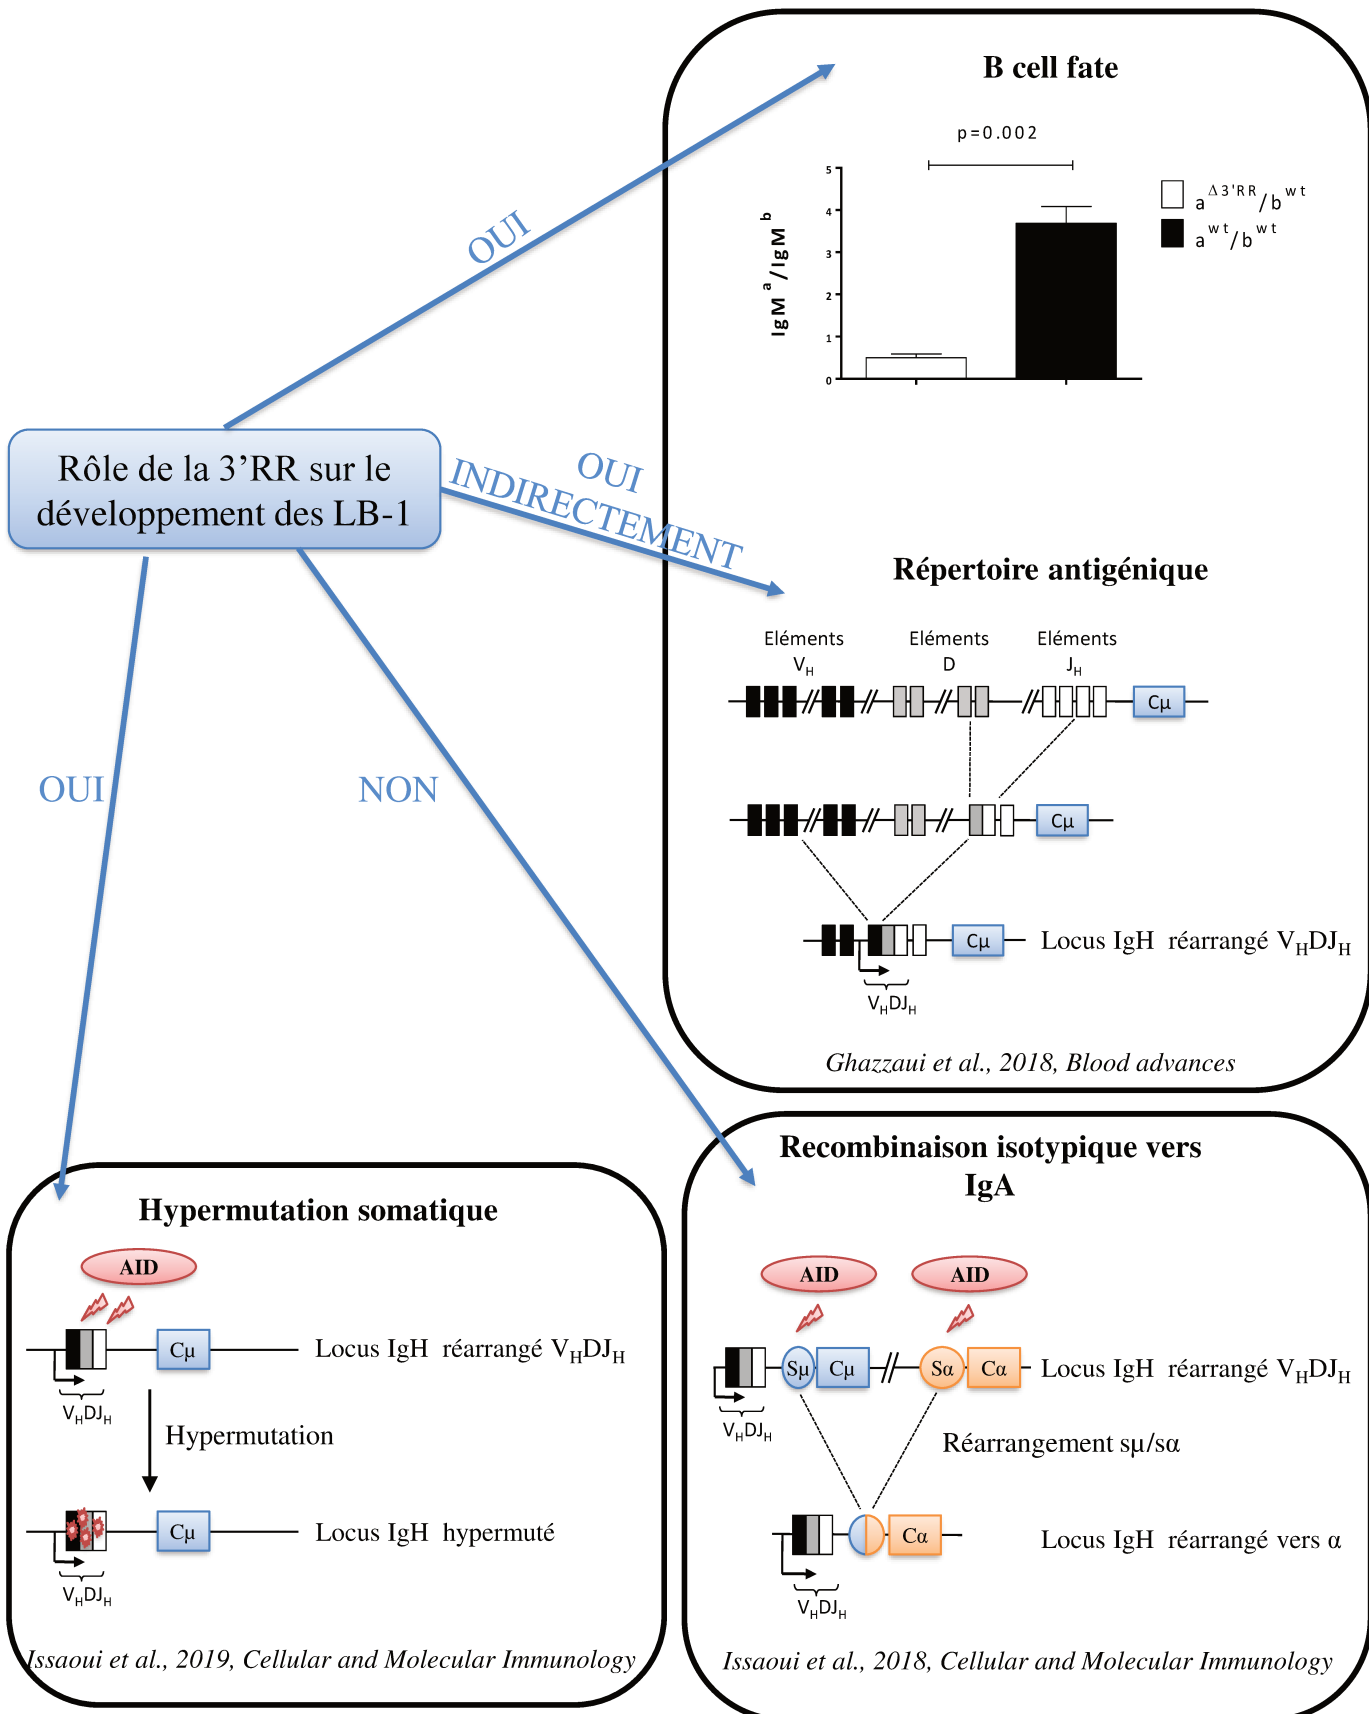 B cell fate
p=0.002
5
4
3
2
1
0
IgM a/IgM b
a Δ3'RR/b wt
a wt/b wt
OUI
Rôle de la 3’RR sur le
développement des LB-1
OUI
INDIRECTEMENT
Répertoire antigénique
Eléments
VH
Eléments
D
Eléments
JH
Cμ
Cμ
Cμ
Locus IgH réarrangé VHDJH
VHDJH
Ghazzaui et al., 2018, Blood advances
OUI
NON
Hypermutation somatique
AID
Cμ
Locus IgH réarrangé VHDJH
VHDJH
Hypermutation
Cμ
Locus IgH hypermuté
VHDJH
Issaoui et al., 2019, Cellular and Molecular Immunology
Recombinaison isotypique vers
IgA
AID
AID
Sμ
Cμ
Sα
Cα
Locus IgH réarrangé VHDJH
VHDJH
Réarrangement sμ/sα
Cα
Locus IgH réarrangé vers α
VHDJH
Issaoui et al., 2018, Cellular and Molecular Immunology